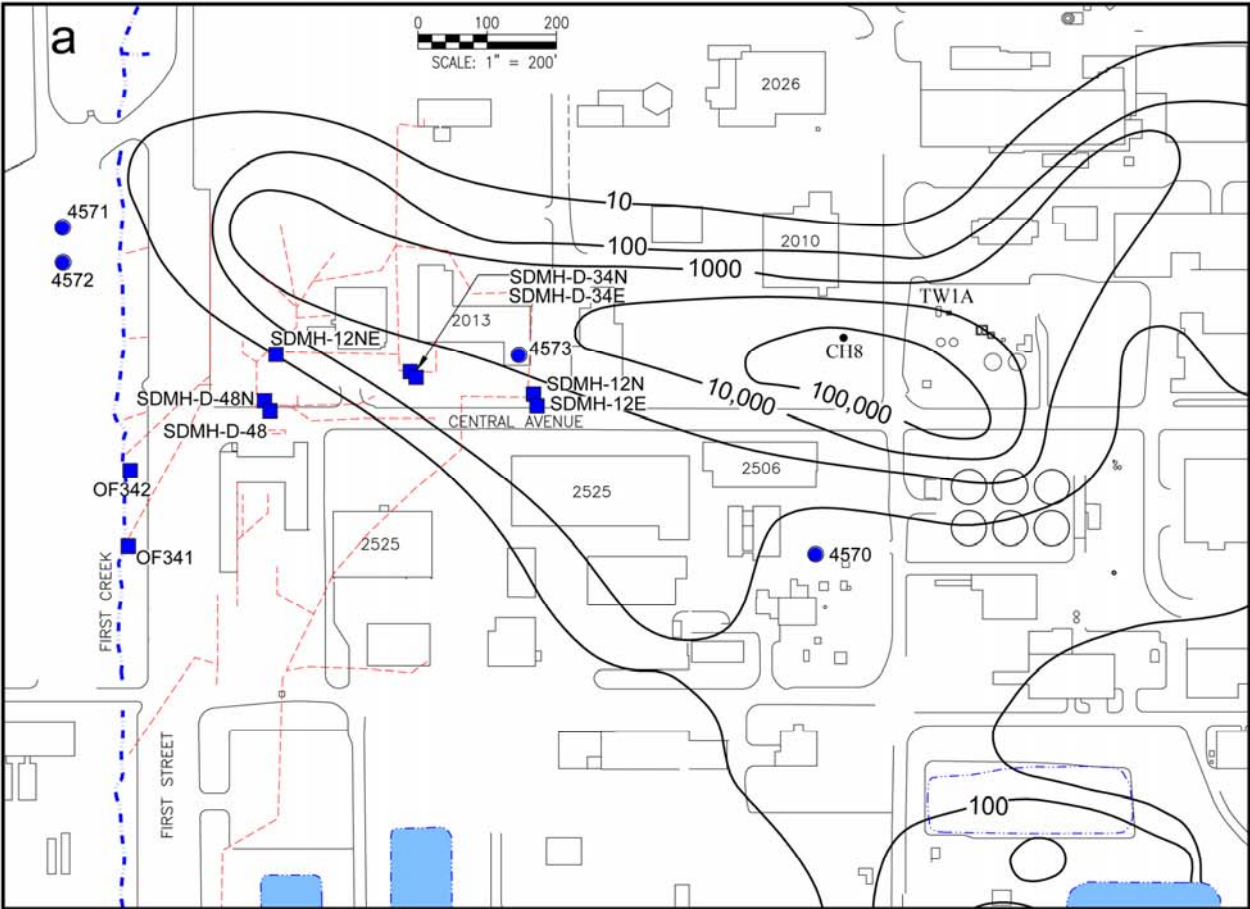 a
0 100 200
SCALE: 1" = 200'
2026
4571
4572
10
100
1000
2010
SDMH-D-34N
SDMH-D-34E
TW1A
2013
SDMH-12NE
4573
CH8
SDMH-12N
SDMH-12E
10,000
100,000
SDMH-D-48N
CENTRAL AVENUE
SDMH-D-48
2506
OF342
2525
2525
OF341
4570
FIRST CREEK
FIRST STREET
100